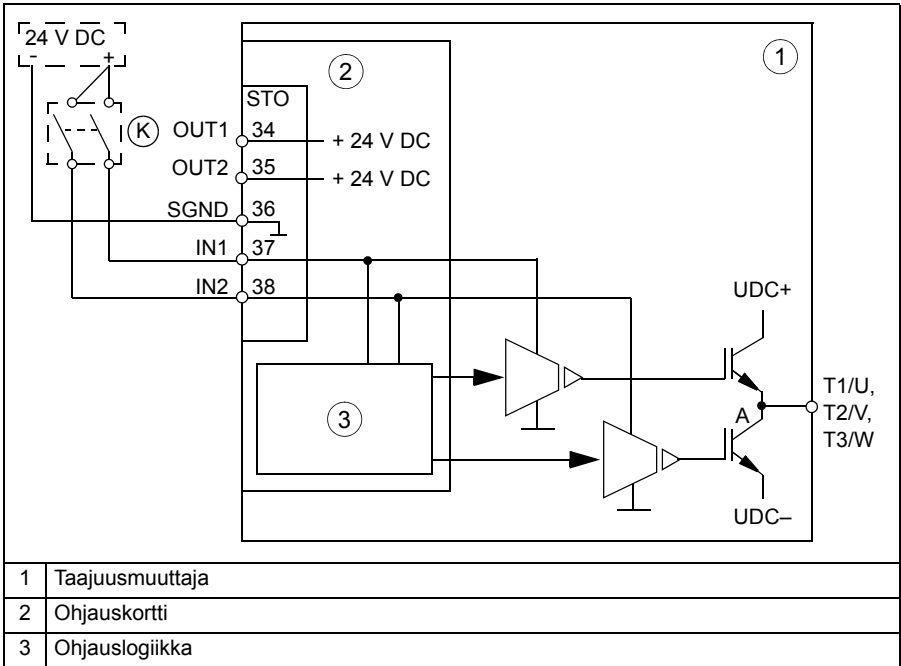 24 V DC
- +
K
1
2
STO
OUT1 34 + 24 V DC
OUT2 35 + 24 V DC
SGND 36
IN1 37
IN2 38
UDC+
3
A
T1/U,
T2/V,
T3/W
UDC–
1 Taajuusmuuttaja
2 Ohjauskortti
3 Ohjauslogiikka